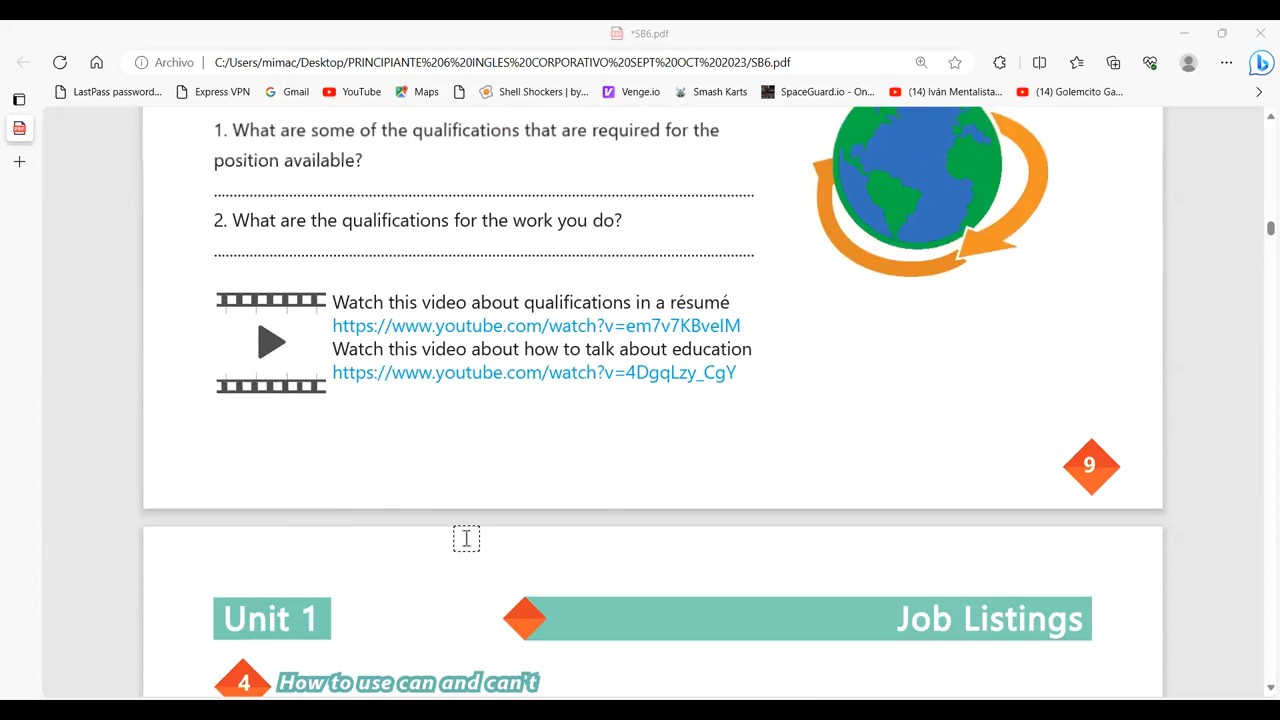 *SB6.pdf
Archivo C:/Users/mimac/Desktop/PRINCIPIANTE%206%20INGLES%20CORPORATIVO%20SEPT%20OCT%202023/SB6.pdf
LastPass password... Express VPN Gmail YouTube Maps Shell Shockers | by... Venge.io Smash Karts SpaceGuard.io - On... (14) Iván Mentalista... (14) Golemcito Ga...
1. What are some of the qualifications that are required for the
position available?
2. What are the qualifications for the work you do?
Watch this video about qualifications in a résumé
https://www.youtube.com/watch?v=em7v7KBveIM
Watch this video about how to talk about education
https://www.youtube.com/watch?v=4DgqLzy_CgY
9
Unit 1 Job Listings
4 How to use can and can't